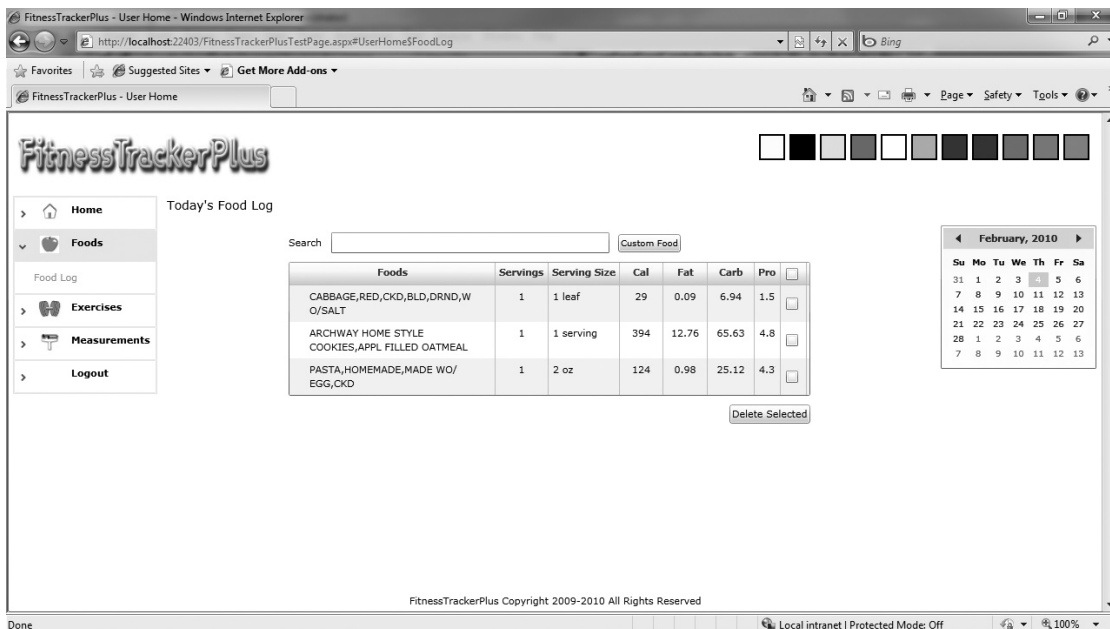 FitnessTrackerPlus - User Home - Windows Internet Explorer
http://localhost:22403/FitnessTrackerPlusTestPage.aspx#UserHome$FoodLog
Bing
Favorites Suggested Sites Get More Add-ons
FitnessTrackerPlus - User Home
Page Safety Tools
FitnessTrackerPlus
Home
Foods
Food Log
Exercises
Measurements
Logout
Today's Food Log
Search Custom Food
Foods Servings Serving Size Cal Fat Carb Pro
CABBAGE,RED,CKD,BLD,DRND,W 1 1 leaf 29 0.09 6.94 1.5
O/SALT
ARCHWAY HOME STYLE 1 1 serving 394 12.76 65.63 4.8
COOKIES,APPL FILLED OATMEAL
PASTA,HOMEMADE,MADE WO/ 1 2 oz 124 0.98 25.12 4.3
EGG,CKD
Delete Selected
February, 2010
Su Mo Tu We Th Fr Sa
31 1 2 3 4 5 6
7 8 9 10 11 12 13
14 15 16 17 18 19 20
21 22 23 24 25 26 27
28 1 2 3 4 5 6
7 8 9 10 11 12 13
FitnessTrackerPlus Copyright 2009-2010 All Rights Reserved
Done Local intranet | Protected Mode: Off 100%